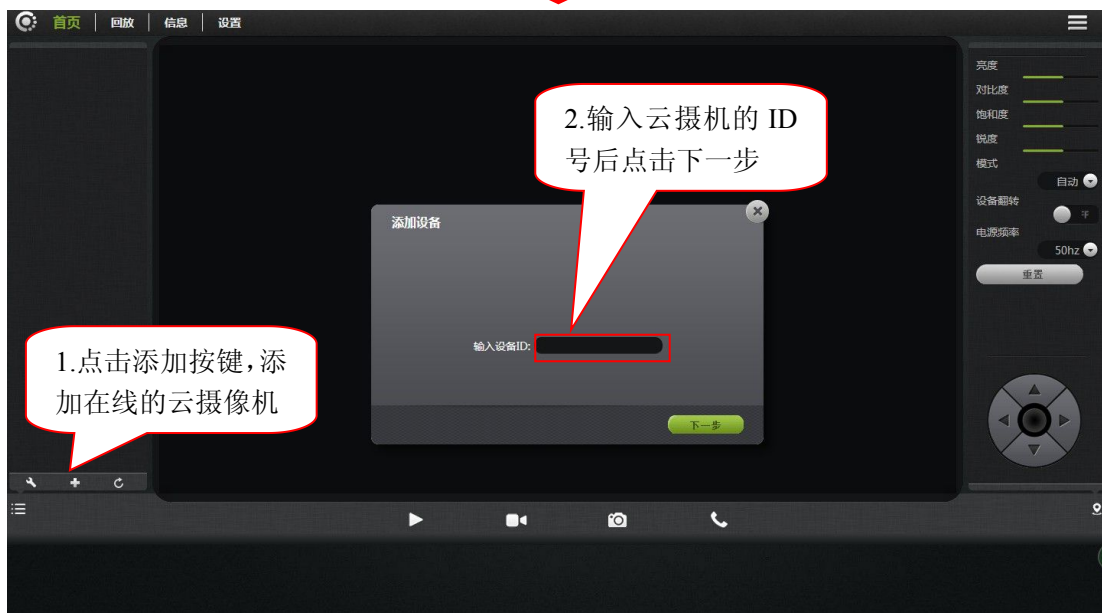 首页 回放 信息 设置
亮度
对比度
饱和度
锐度
模式
自动
设备翻转
平
电源频率
50hz
重置
2.输入云摄机的 ID
号后点击下一步
添加设备
输入设备ID:
下一步
1.点击添加按键，添
加在线的云摄像机